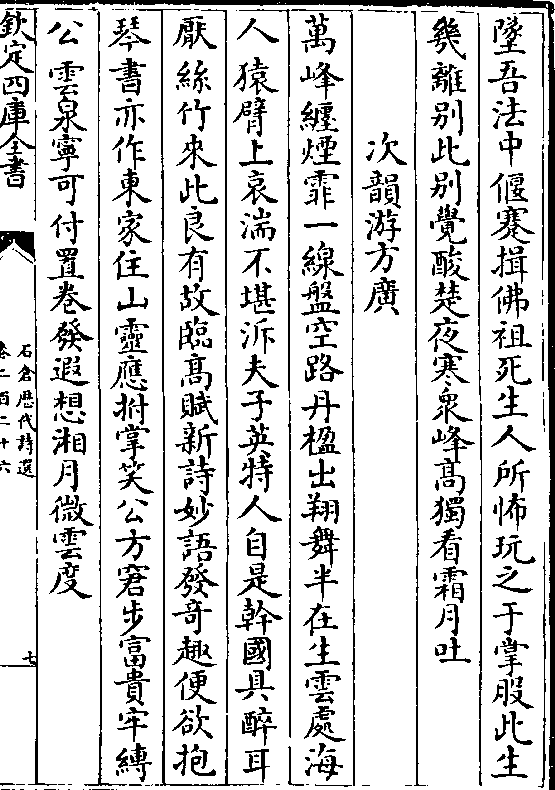 墜吾法中偃蹇揖佛祖死生人所怖玩之于掌股此生
幾離别此别覺酸楚夜寒衆峰髙獨看霜月吐
次韻游方廣
萬峰纒煙霏一線盤空路丹楹出翔舞半在生雲處海
人猿臂上哀湍不堪泝夫子英特人自是幹國具醉耳
厭絲竹來此良有故臨髙賦新詩妙語發奇趣便欲抱
琴書亦作東家住山靈應拊掌笑公方窘步富貴牢縛
公雲泉寧可付置卷發遐想湘月微雲度
欽定四庫全書
石倉歴代詩選
卷二百二十六
七